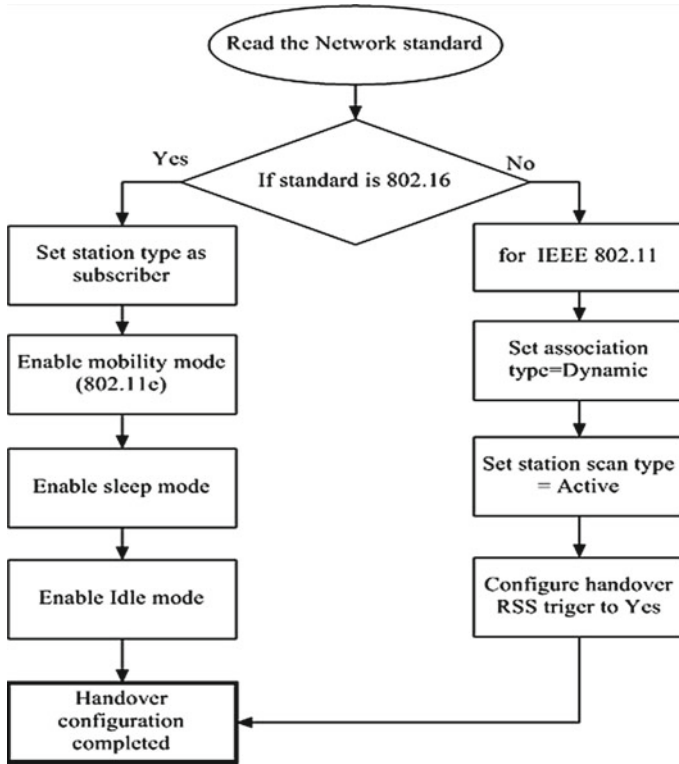 Read the Network standard
If standard is 802.16
Yes
No
Set station type as
subscriber
Enable mobility mode
(802.11e)
Enable sleep mode
Enable Idle mode
Handover
configuration
completed
for IEEE 802.11
Set association
type=Dynamic
Set station scan type
= Active
Configure handover
RSS triger to Yes